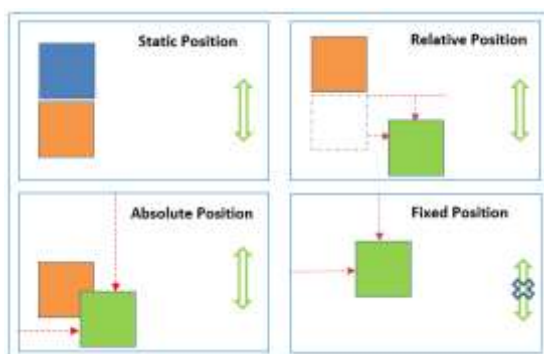 Static Position
Relative Position
Absolute Position
Fixed Position